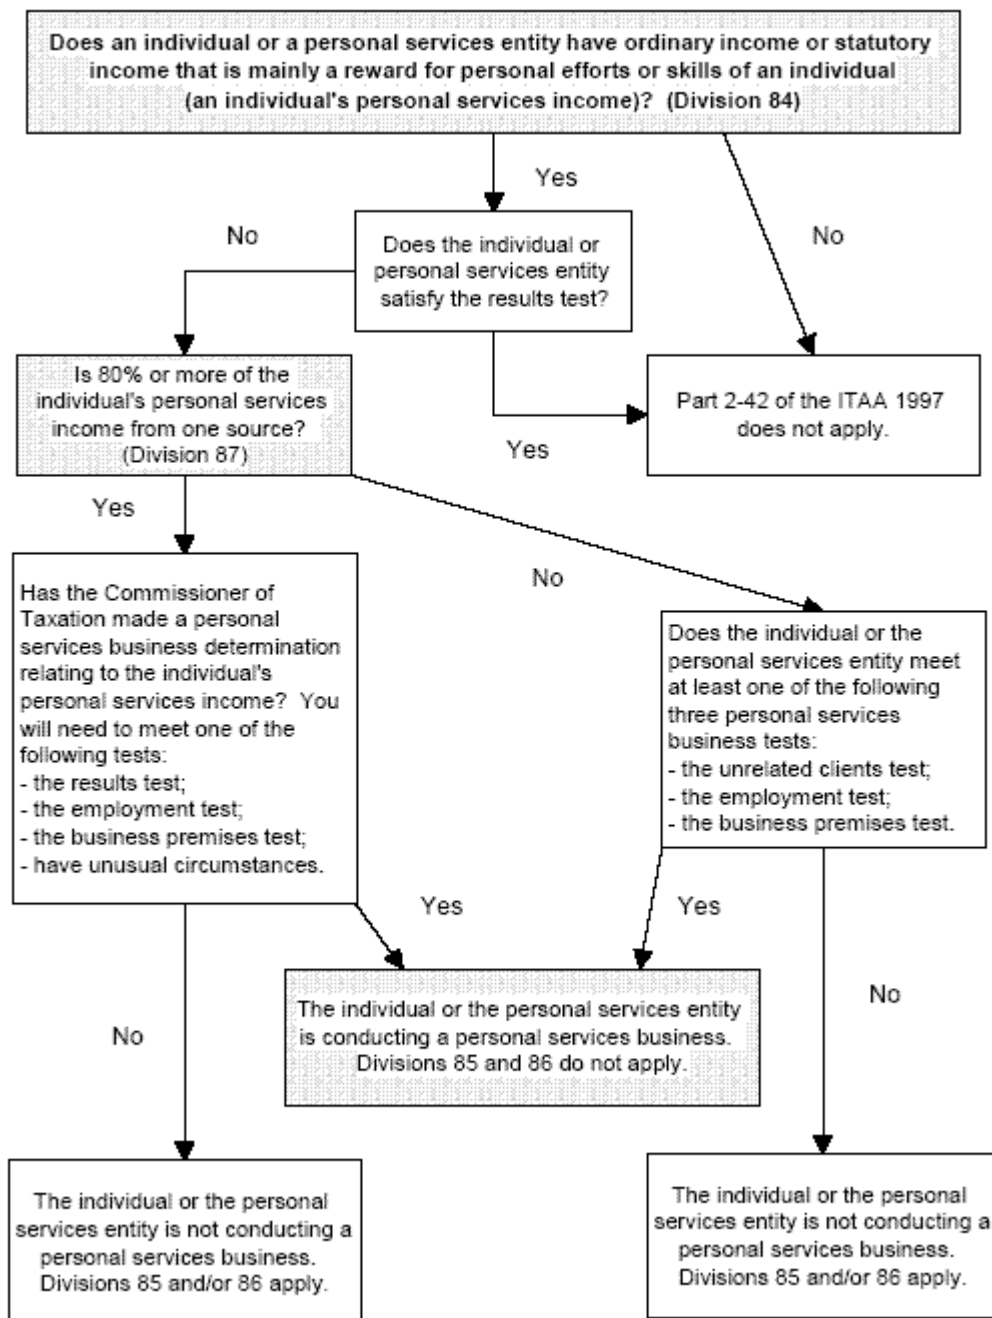 Does an individual or a personal services entity have ordinary income or statutory
income that is mainly a reward for personal efforts or skills of an individual
(an individual's personal services income)? (Division 84)
Yes
No
No
Does the individual or
personal services entity
satisfy the results test?
Is 80% or more of the
individual's personal services
income from one source?
(Division 87)
Yes
Part 2-42 of the ITAA 1997
does not apply.
Yes
No
Has the Commissioner of
Taxation made a personal
services business determination
relating to the individual's
personal services income? You
will need to meet one of the
following tests:
- the results test;
- the employment test;
- the business premises test;
- have unusual circumstances.
Does the individual or the
personal services entity meet
at least one of the following
three personal services
business tests:
- the unrelated clients test;
- the employment test;
- the business premises test.
Yes
Yes
The individual or the personal services entity
is conducting a personal services business.
Divisions 85 and 86 do not apply.
No
No
The individual or the personal
services entity is not conducting a
personal services business.
Divisions 85 and/or 86 apply.
The individual or the personal
services entity is not conducting a
personal services business.
Divisions 85 and/or 86 apply.